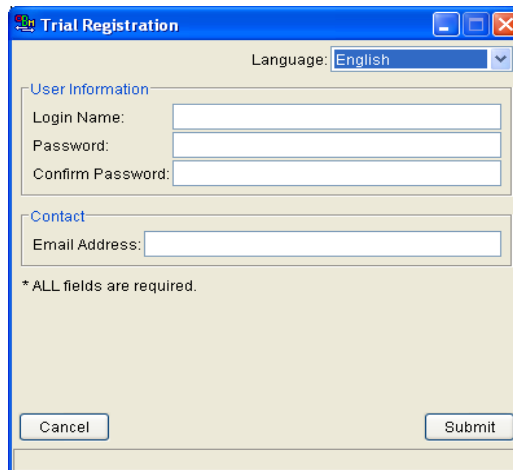 Trial Registration
Language: English
User Information
Login Name:
Password:
Confirm Password:
Contact
Email Address:
* ALL fields are required.
Cancel Submit